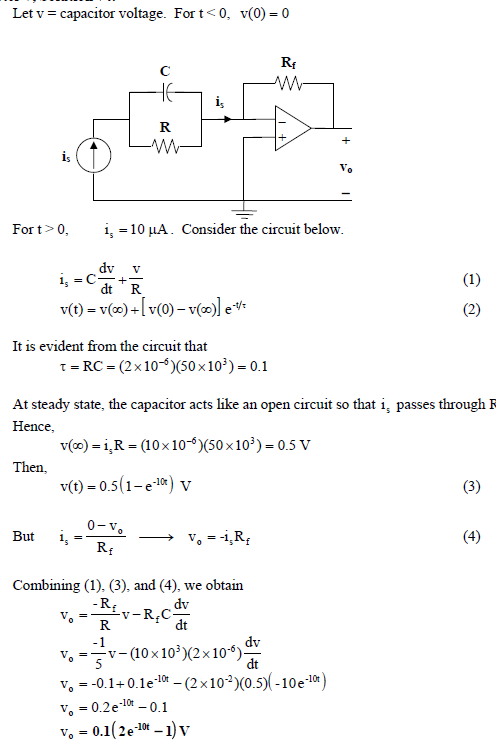 Let v = capacitor voltage. For t < 0, v(0) = 0
C
R
i_s
i_s
R_f
−
+
+
v_o
−
For t > 0, i_s = 10 μA. Consider the circuit below.
i_s = C dv/dt + v/R (1)
v(t) = v(∞) + [v(0) − v(∞)] e^(-t/τ) (2)
It is evident from the circuit that
τ = RC = (2×10^-6)(50×10^3) = 0.1
At steady state, the capacitor acts like an open circuit so that i_s passes through R
Hence,
v(∞) = i_s R = (10×10^-6)(50×10^3) = 0.5 V
Then,
v(t) = 0.5(1 − e^-10t) V (3)
But i_s = (0 − v_o)/R_f ⟶ v_o = -i_s R_f (4)
Combining (1), (3), and (4), we obtain
v_o = (-R_f/R) v − R_f C dv/dt
v_o = (-1/5) v − (10×10^3)(2×10^-6) dv/dt
v_o = -0.1 + 0.1e^-10t − (2×10^-2)(0.5)(-10e^-10t)
v_o = 0.2e^-10t − 0.1
v_o = 0.1(2e^-10t − 1) V